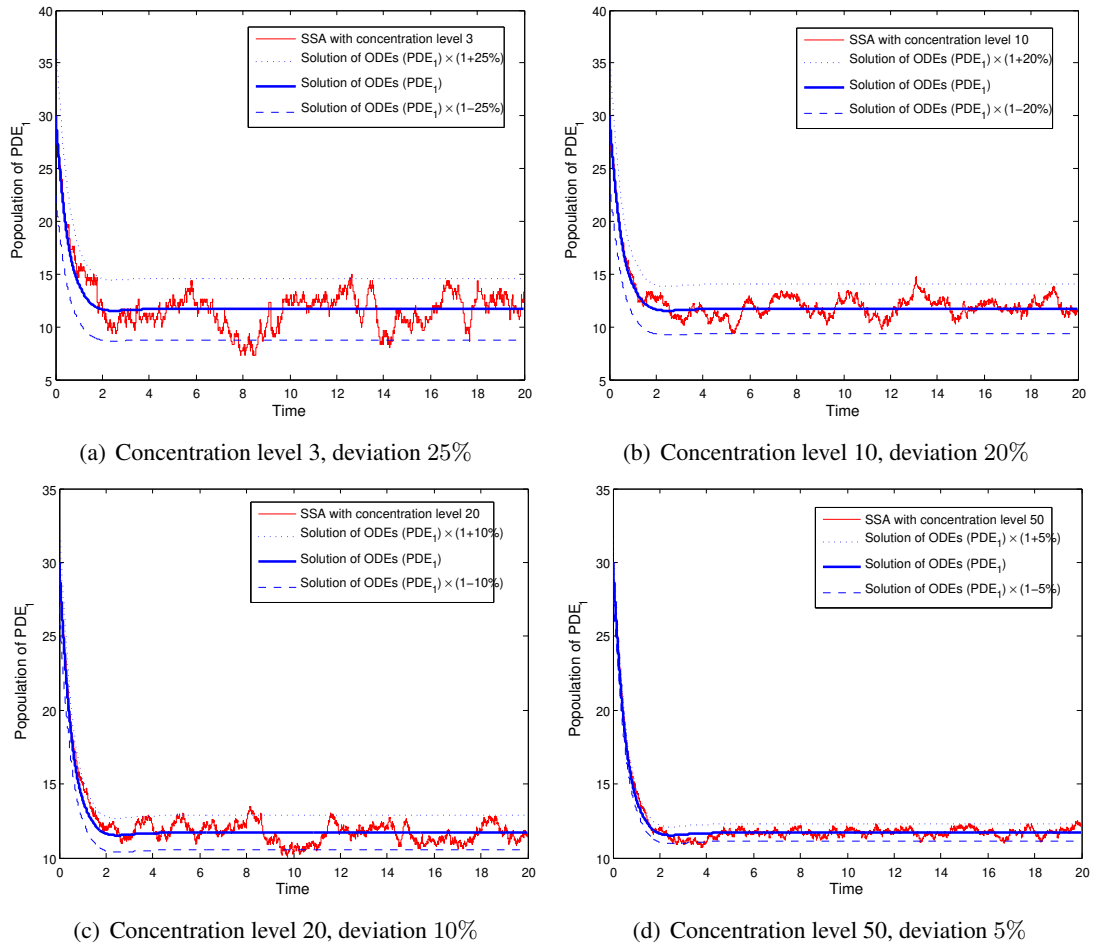 SSA with concentration level 3
Solution of ODEs (PDE₁) × (1+25%)
Solution of ODEs (PDE₁)
Solution of ODEs (PDE₁) × (1−25%)
40
35
30
25
20
15
10
5
0 2 4 6 8 10 12 14 16 18 20
Time
Popoulation of PDE₁
(a) Concentration level 3, deviation 25%
SSA with concentration level 10
Solution of ODEs (PDE₁) × (1+20%)
Solution of ODEs (PDE₁)
Solution of ODEs (PDE₁) × (1−20%)
40
35
30
25
20
15
10
5
0 2 4 6 8 10 12 14 16 18 20
Time
Popoulation of PDE₁
(b) Concentration level 10, deviation 20%
SSA with concentration level 20
Solution of ODEs (PDE₁) × (1+10%)
Solution of ODEs (PDE₁)
Solution of ODEs (PDE₁) × (1−10%)
35
30
25
20
15
10
0 2 4 6 8 10 12 14 16 18 20
Time
Popoulation of PDE₁
(c) Concentration level 20, deviation 10%
SSA with concentration level 50
Solution of ODEs (PDE₁) × (1+5%)
Solution of ODEs (PDE₁)
Solution of ODEs (PDE₁) × (1−5%)
35
30
25
20
15
10
0 2 4 6 8 10 12 14 16 18 20
Time
Popoulation of PDE₁
(d) Concentration level 50, deviation 5%